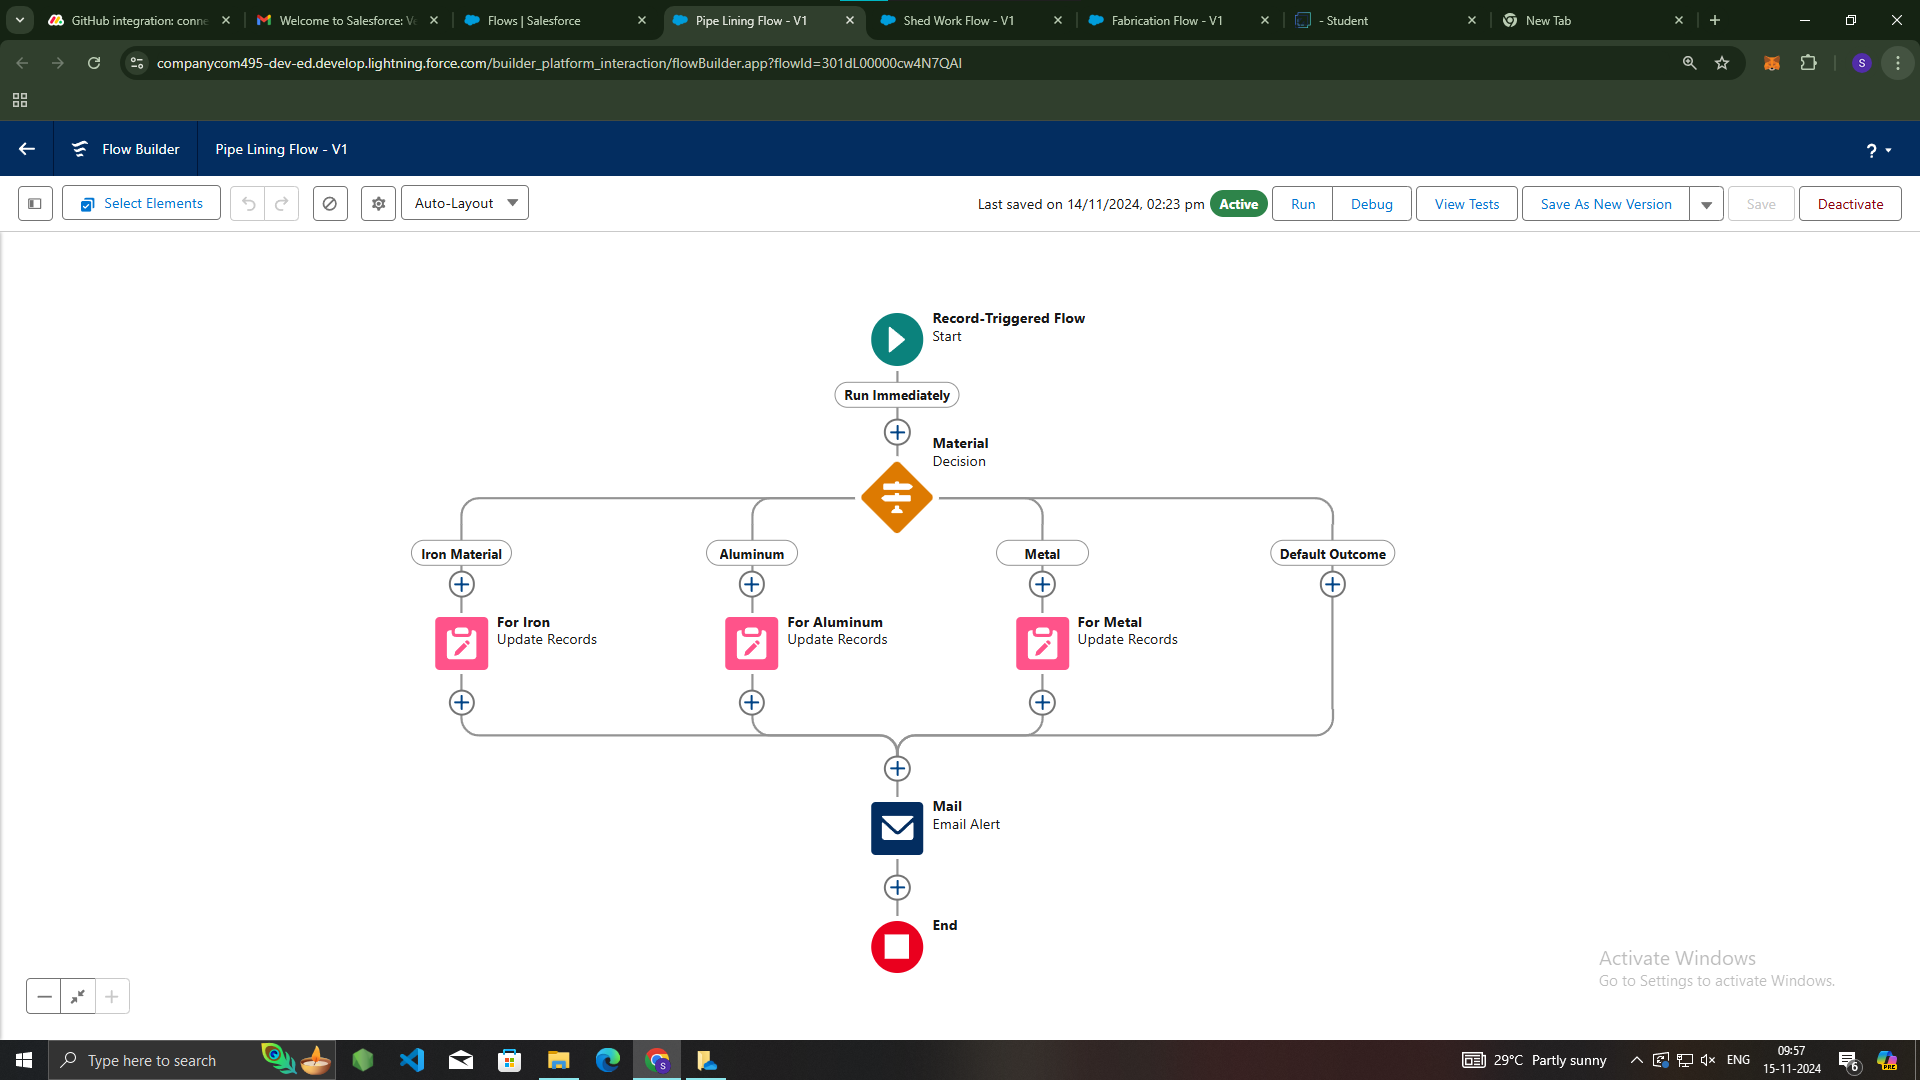 GitHub integration: conne
Welcome to Salesforce: Ve
Flows | Salesforce
Pipe Lining Flow - V1
Shed Work Flow - V1
Fabrication Flow - V1
- Student
New Tab
companycom495-dev-ed.develop.lightning.force.com/builder_platform_interaction/flowBuilder.app?flowId=301dL00000cw4N7QAI
S
Flow Builder
Pipe Lining Flow - V1
?
Select Elements
Auto-Layout
Last saved on 14/11/2024, 02:23 pm
Active
Run
Debug
View Tests
Save As New Version
Save
Deactivate
Record-Triggered Flow
Start
Run Immediately
Material
Decision
Iron Material
Aluminum
Metal
Default Outcome
For Iron
Update Records
For Aluminum
Update Records
For Metal
Update Records
Mail
Email Alert
End
Activate Windows
Go to Settings to activate Windows.
Type here to search
S
29°C Partly sunny
ENG
09:57
15-11-2024
6
PRE